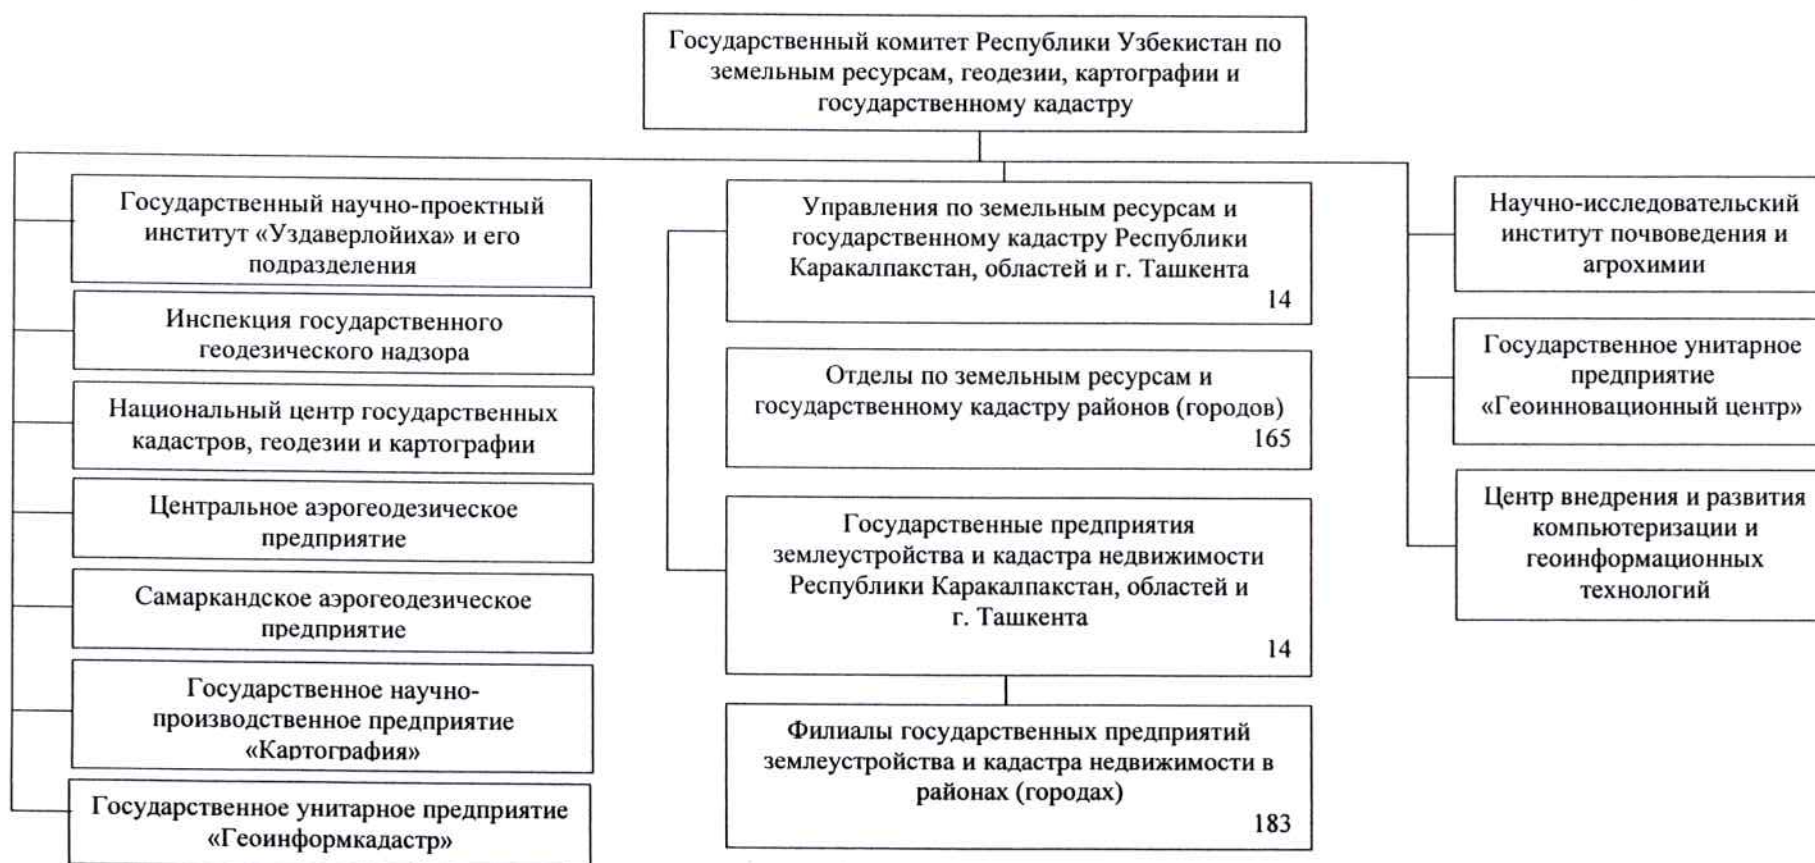 Государственный комитет Республики Узбекистан по
земельным ресурсам, геодезии, картографии и
государственному кадастру
Государственный научно-проектный
институт «Уздаверлойиха» и его
подразделения
Инспекция государственного
геодезического надзора
Национальный центр государственных
кадастров, геодезии и картографии
Центральное аэрогеодезическое
предприятие
Самаркандское аэрогеодезическое
предприятие
Государственное научно-
производственное предприятие
«Картография»
Государственное унитарное предприятие
«Геоинформкадастр»
Управления по земельным ресурсам и
государственному кадастру Республики
Каракалпакстан, областей и г. Ташкента
14
Отделы по земельным ресурсам и
государственному кадастру районов (городов)
165
Государственные предприятия
землеустройства и кадастра недвижимости
Республики Каракалпакстан, областей и
г. Ташкента
14
Филиалы государственных предприятий
землеустройства и кадастра недвижимости в
районах (городах)
183
Научно-исследовательский
институт почвоведения и
агрохимии
Государственное унитарное
предприятие
«Геоинновационный центр»
Центр внедрения и развития
компьютеризации и
геоинформационных
технологий